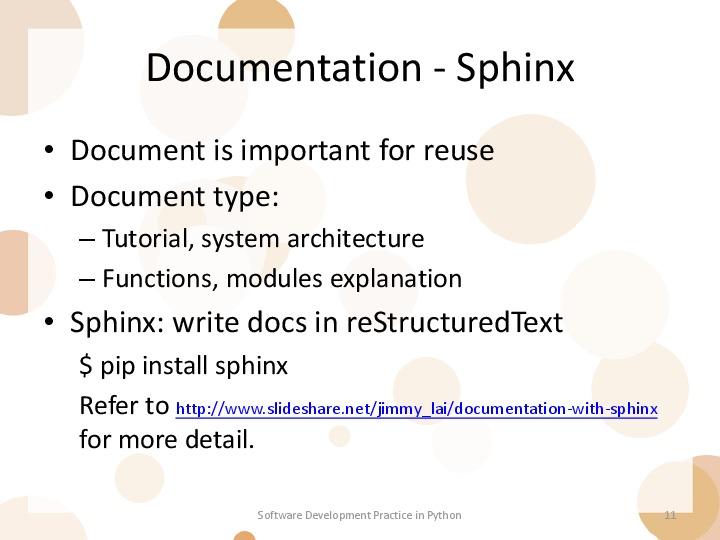 Documentation - Sphinx
• Document is important for reuse
• Document type:
– Tutorial, system architecture
– Functions, modules explanation
• Sphinx: write docs in reStructuredText
$ pip install sphinx
Refer to http://www.slideshare.net/jimmy_lai/documentation-with-sphinx
for more detail.
Software Development Practice in Python
11